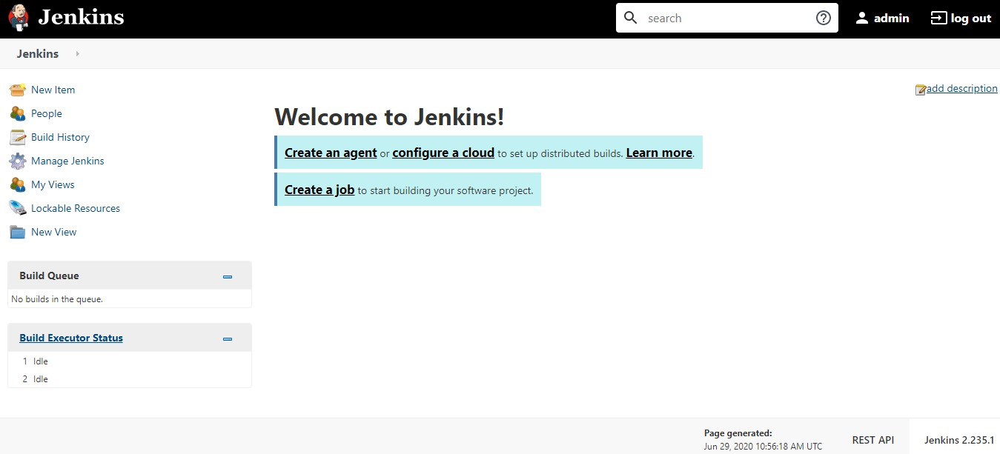 Jenkins
search
admin
log out
Jenkins
New Item
People
Build History
Manage Jenkins
My Views
Lockable Resources
New View
Build Queue
No builds in the queue.
Build Executor Status
1 Idle
2 Idle
add description
Welcome to Jenkins!
Create an agent or configure a cloud to set up distributed builds. Learn more.
Create a job to start building your software project.
Page generated:
Jun 29, 2020 10:56:18 AM UTC
REST API
Jenkins 2.235.1